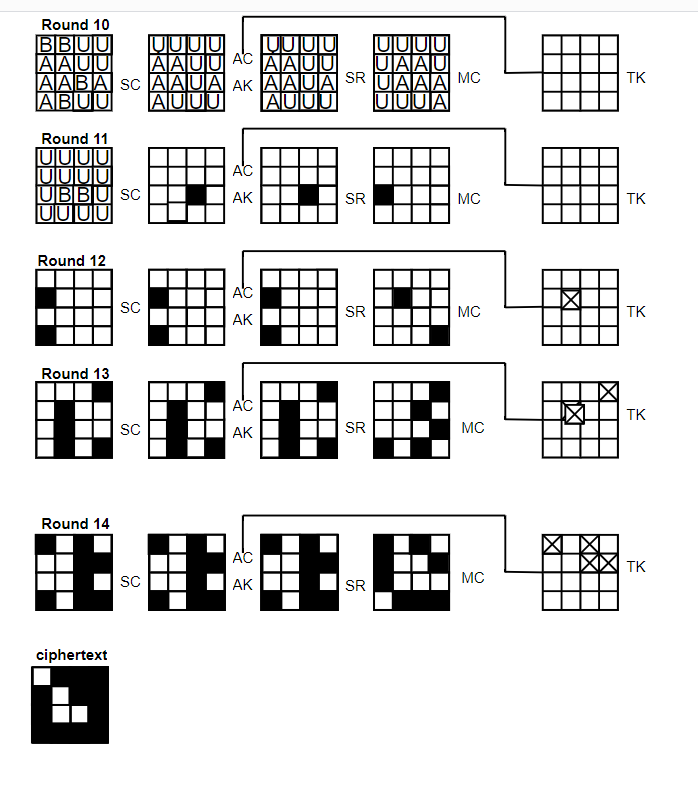 Round 10
B B U U U U U U U U U U U U U U
A A U U A A U U AC A A U U U A A U
A A B A SC A A U A AK A A U A SR U A A A MC TK
A B U U A U U U A U U U U U U A
Round 11
U U U U
U U U U AC
U B B U SC AK SR MC TK
U U U U
Round 12
AC
SC AK SR MC TK
Round 13
AC
SC AK SR MC TK
Round 14
AC
SC AK SR MC TK
ciphertext